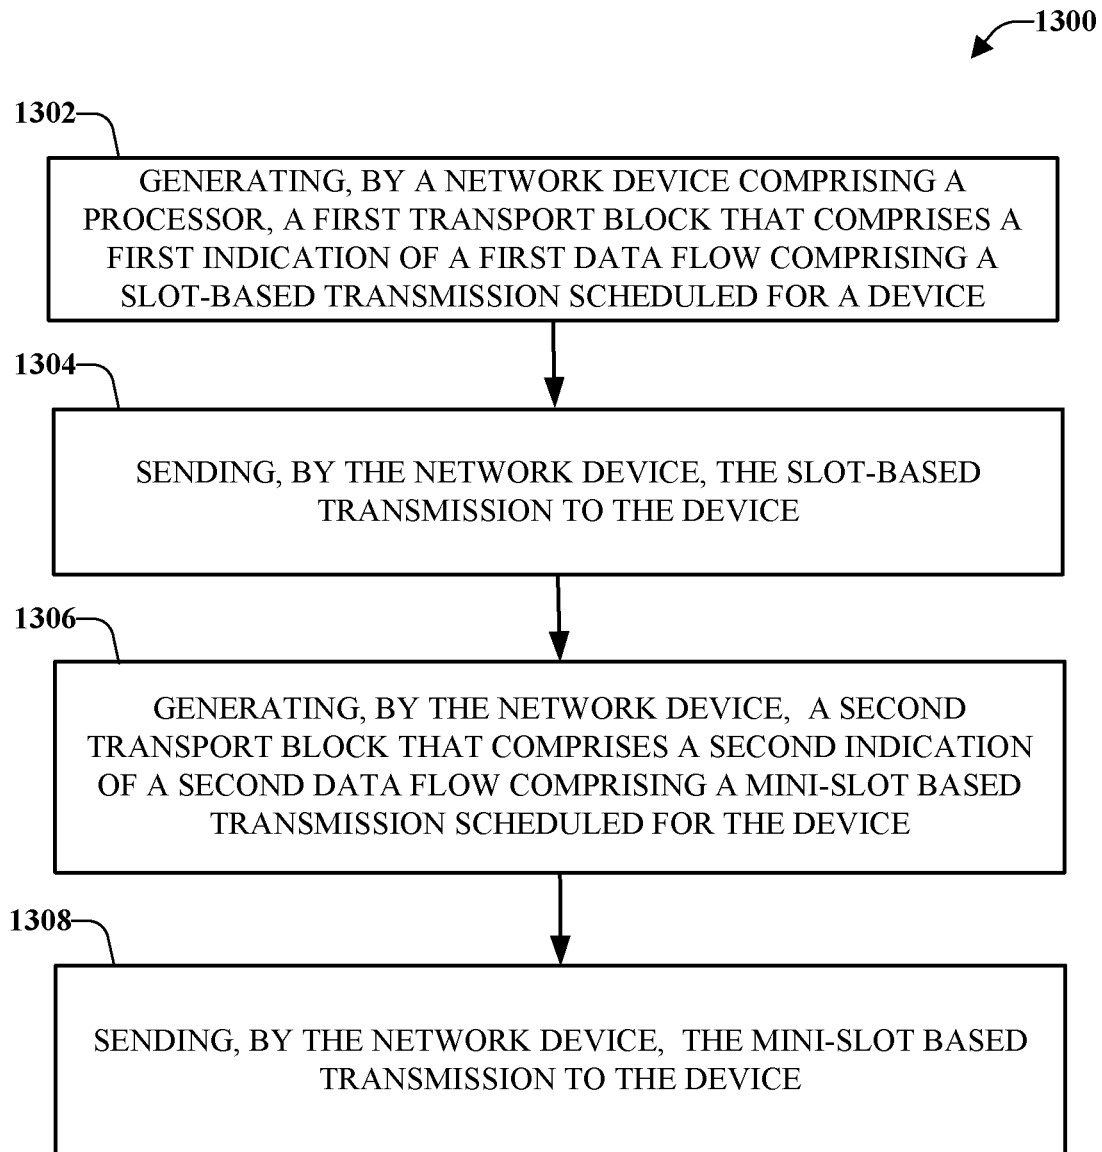 1300
1302
GENERATING, BY A NETWORK DEVICE COMPRISING A
PROCESSOR, A FIRST TRANSPORT BLOCK THAT COMPRISES A
FIRST INDICATION OF A FIRST DATA FLOW COMPRISING A
SLOT-BASED TRANSMISSION SCHEDULED FOR A DEVICE
1304
SENDING, BY THE NETWORK DEVICE, THE SLOT-BASED
TRANSMISSION TO THE DEVICE
1306
GENERATING, BY THE NETWORK DEVICE, A SECOND
TRANSPORT BLOCK THAT COMPRISES A SECOND INDICATION
OF A SECOND DATA FLOW COMPRISING A MINI-SLOT BASED
TRANSMISSION SCHEDULED FOR THE DEVICE
1308
SENDING, BY THE NETWORK DEVICE, THE MINI-SLOT BASED
TRANSMISSION TO THE DEVICE